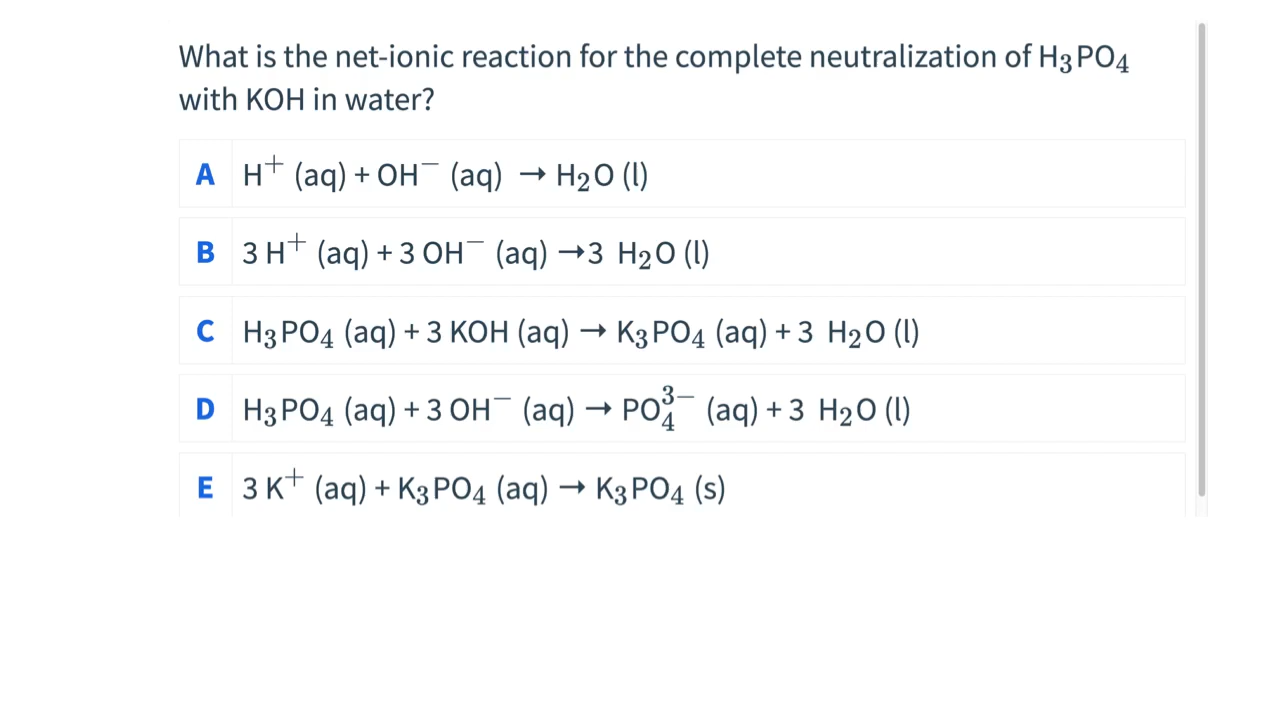 What is the net-ionic reaction for the complete neutralization of H₃PO₄
with KOH in water?
A H⁺ (aq) + OH⁻ (aq) → H₂O (l)
B 3 H⁺ (aq) + 3 OH⁻ (aq) →3 H₂O (l)
C H₃PO₄ (aq) + 3 KOH (aq) → K₃PO₄ (aq) + 3 H₂O (l)
D H₃PO₄ (aq) + 3 OH⁻ (aq) → PO₄³⁻ (aq) + 3 H₂O (l)
E 3 K⁺ (aq) + K₃PO₄ (aq) → K₃PO₄ (s)